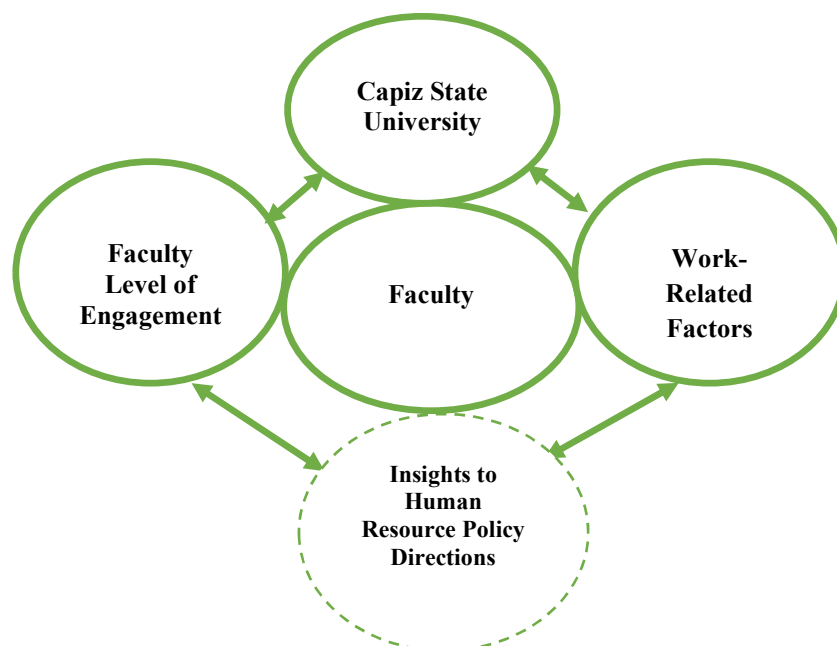 Capiz State
University
Faculty
Level of
Engagement
Faculty
Work-
Related
Factors
Insights to
Human
Resource Policy
Directions